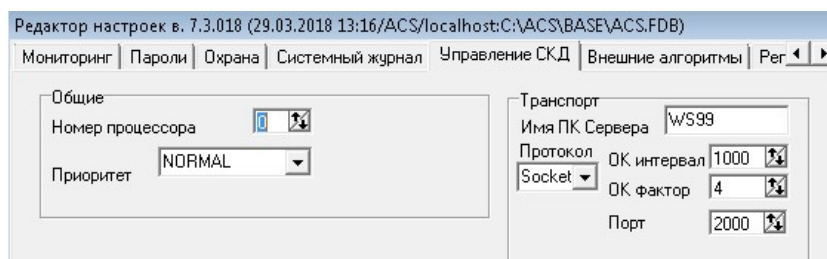 Редактор настроек в. 7.3.018 (29.03.2018 13:16/ACS/localhost:C:\ACS\BASE\ACS.FDB)
Мониторинг Пароли Охрана Системный журнал Управление СКД Внешние алгоритмы Рег
Общие
Номер процессора 0
Приоритет NORMAL
Транспорт
Имя ПК Сервера WS99
Протокол Socket
ОК интервал 1000
ОК фактор 4
Порт 2000